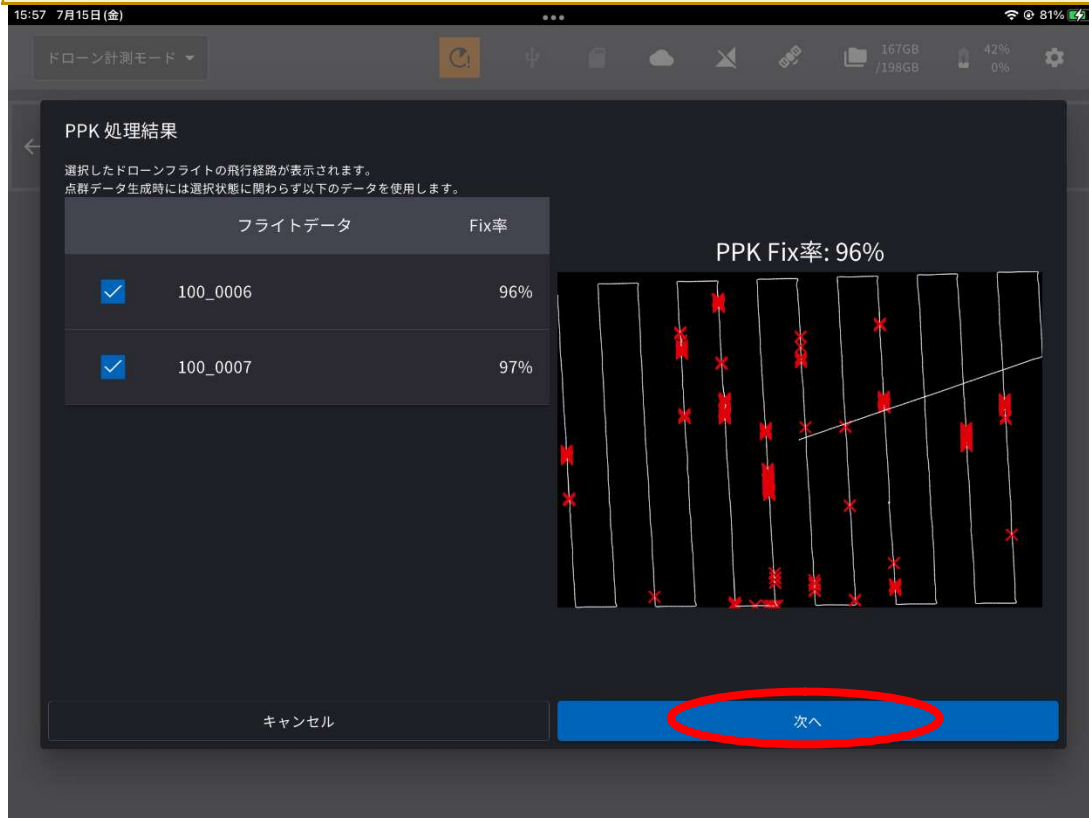 15:57 7月15日(金)
81%
ドローン計測モード
167GB
/198GB
42%
0%
PPK 処理結果
選択したドローンフライトの飛行経路が表示されます。
点群データ生成時には選択状態に関わらず以下のデータを使用します。
フライトデータ Fix率
100_0006 96%
100_0007 97%
PPK Fix率: 96%
キャンセル
次へ